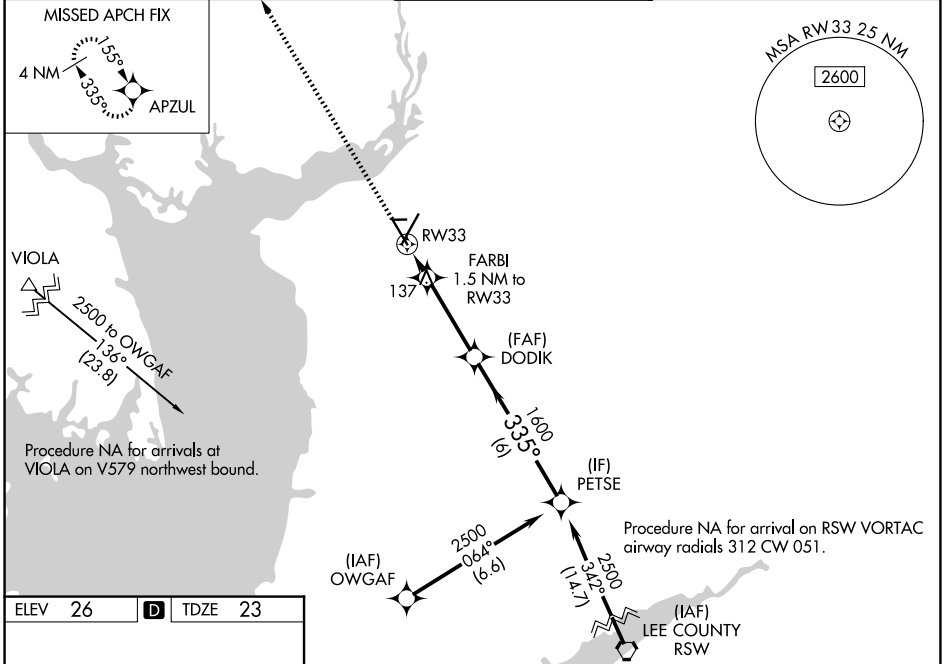 MISSED APCH FIX
4 NM
155°
335°
APZUL
MSA RW33 25 NM
2600
RW33
FARBI
1.5 NM to
RW33
137
VIOLA
2500 to OWGAF
136°
(23.8)
(FAF)
DODIK
1600
335°
(6)
Procedure NA for arrivals at
VIOLA on V579 northwest bound.
(IF)
PETSE
2500
064°
(6.6)
(IAF)
OWGAF
Procedure NA for arrival on RSW VORTAC
airway radials 312 CW 051.
2500
342°
(14.7)
(IAF)
LEE COUNTY
RSW
ELEV 26 D TDZE 23